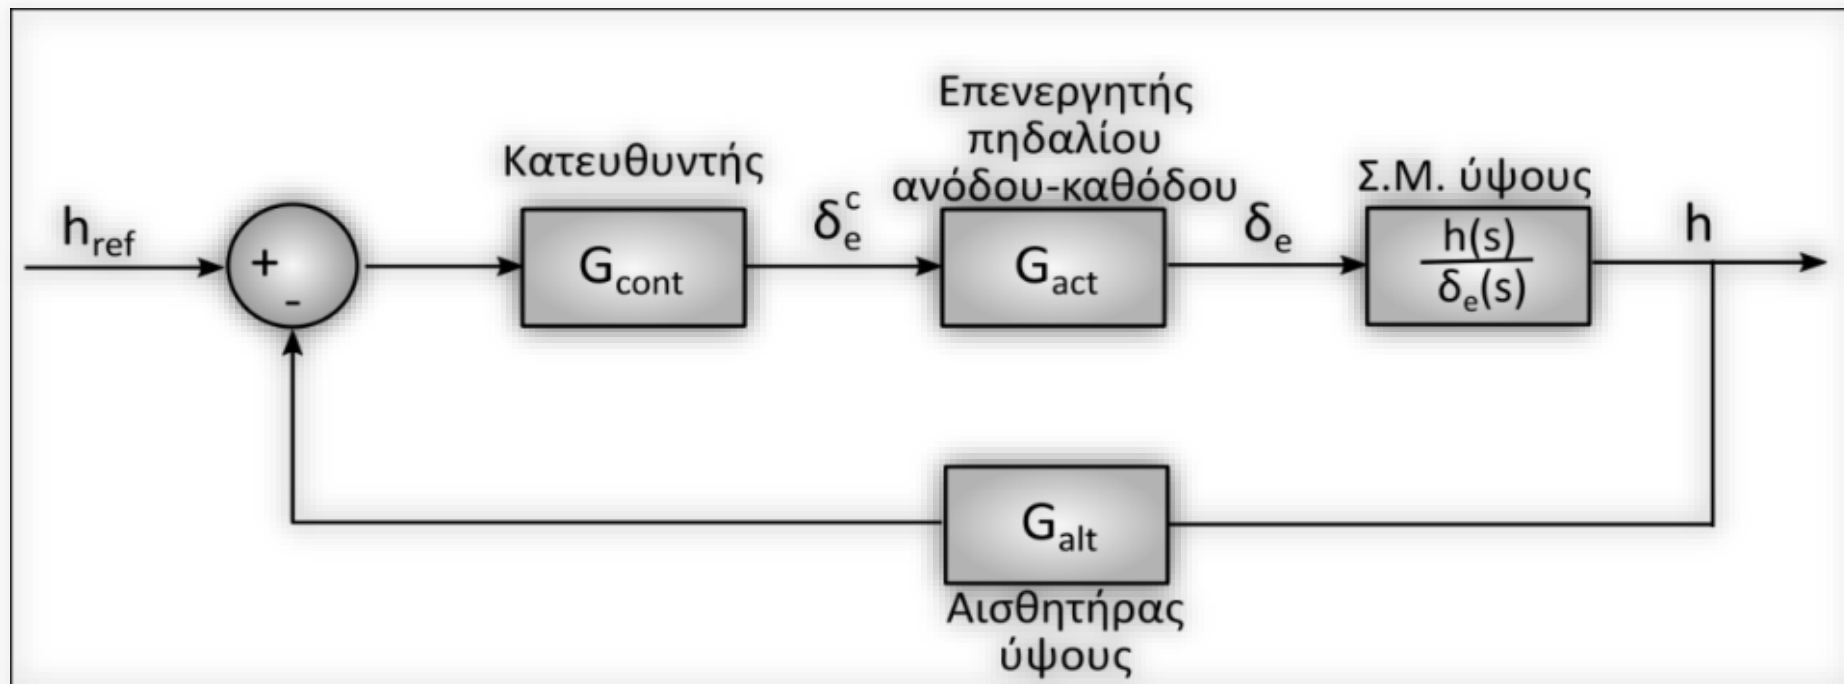 Επενεργητής
πηδαλίου
ανόδου-καθόδου
Κατευθυντής
Σ.Μ. ύψους
h_ref
+
-
G_cont
δ_e^c
G_act
δ_e
h(s)
δ_e(s)
h
G_alt
Αισθητήρας
ύψους